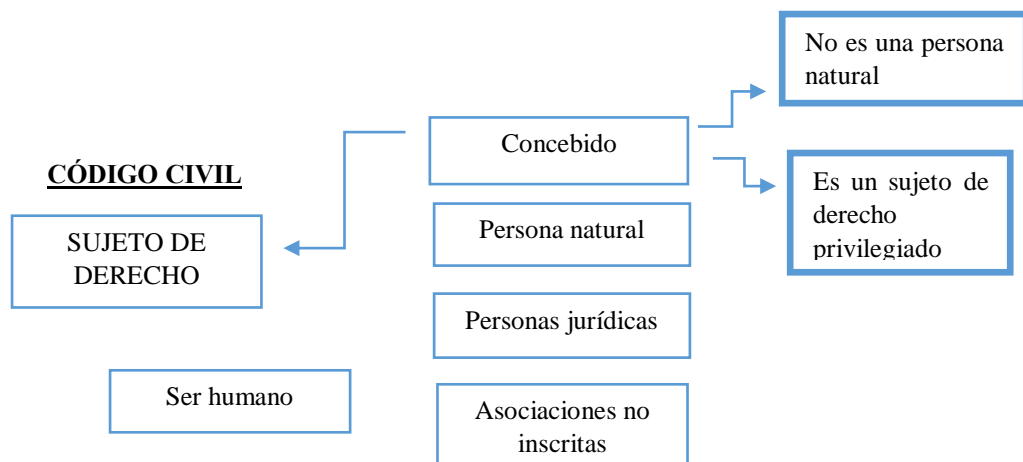 No es una persona
natural
Concebido
CÓDIGO CIVIL
Es un sujeto de
derecho
privilegiado
SUJETO DE
DERECHO
Persona natural
Personas jurídicas
Ser humano
Asociaciones no
inscritas